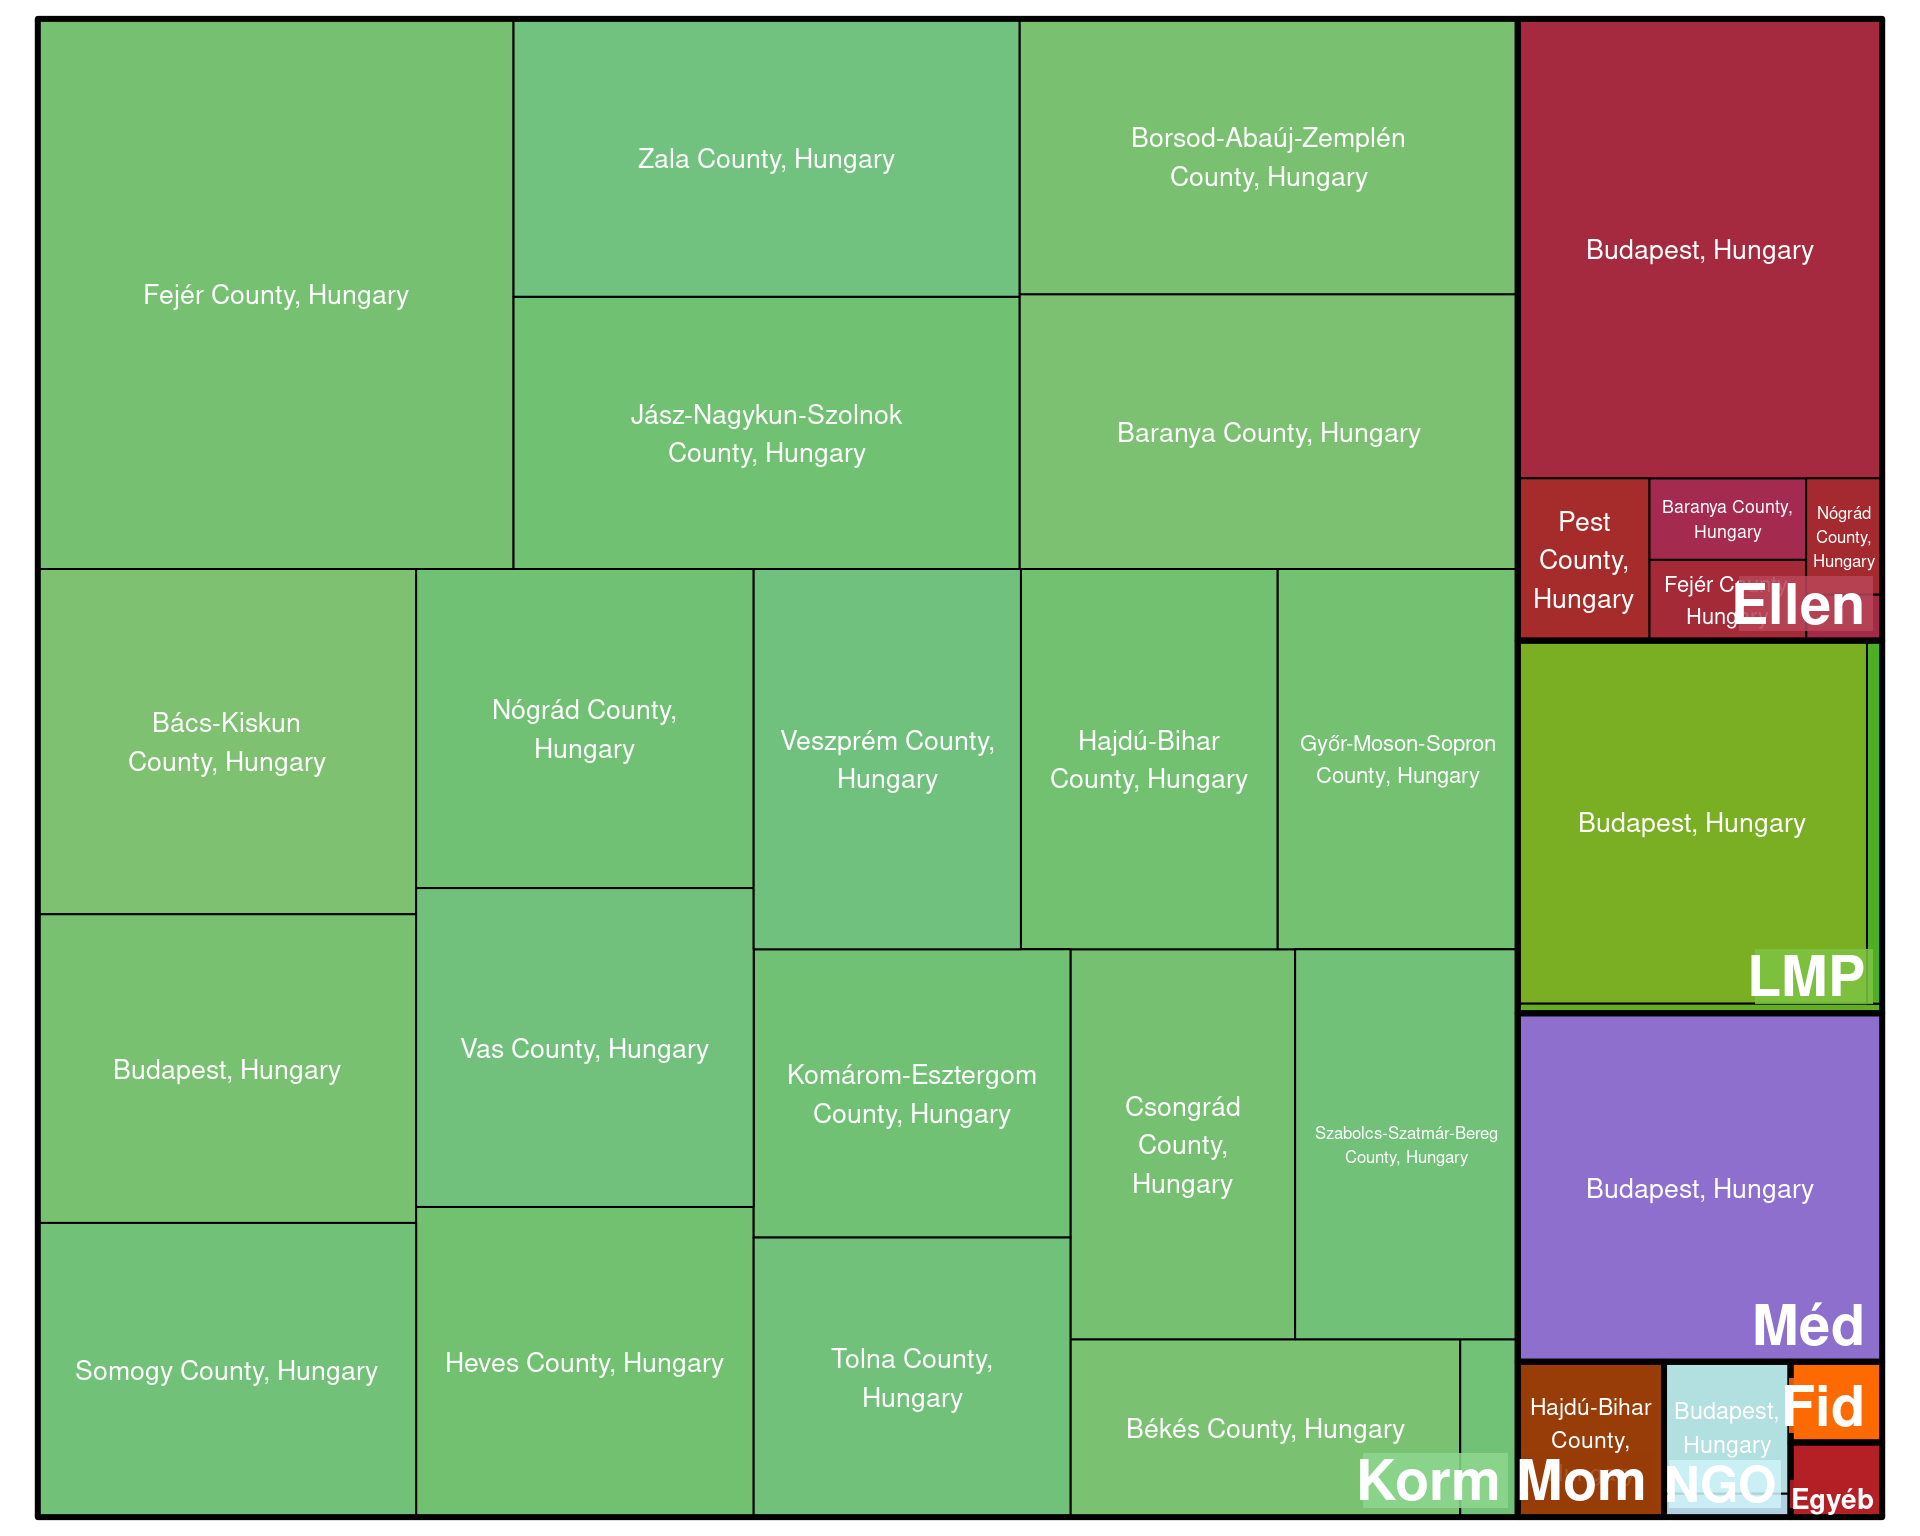 Fejér County, Hungary
Zala County, Hungary
Borsod-Abaúj-Zemplén
County, Hungary
Jász-Nagykun-Szolnok
County, Hungary
Baranya County, Hungary
Bács-Kiskun
County, Hungary
Nógrád County,
Hungary
Veszprém County,
Hungary
Hajdú-Bihar
County, Hungary
Győr-Moson-Sopron
County, Hungary
Budapest, Hungary
Vas County, Hungary
Komárom-Esztergom
County, Hungary
Csongrád
County,
Hungary
Szabolcs-Szatmár-Bereg
County, Hungary
Somogy County, Hungary
Heves County, Hungary
Tolna County,
Hungary
Békés County, Hungary
Korm
Budapest, Hungary
Pest
County,
Hungary
Baranya County,
Hungary
Fejér County,
Hungary
Nógrád
County,
Hungary
Ellen
Budapest, Hungary
LMP
Budapest, Hungary
Méd
Hajdú-Bihar
County,
Mom
Budapest,
Hungary
NGO
Fid
Egyéb